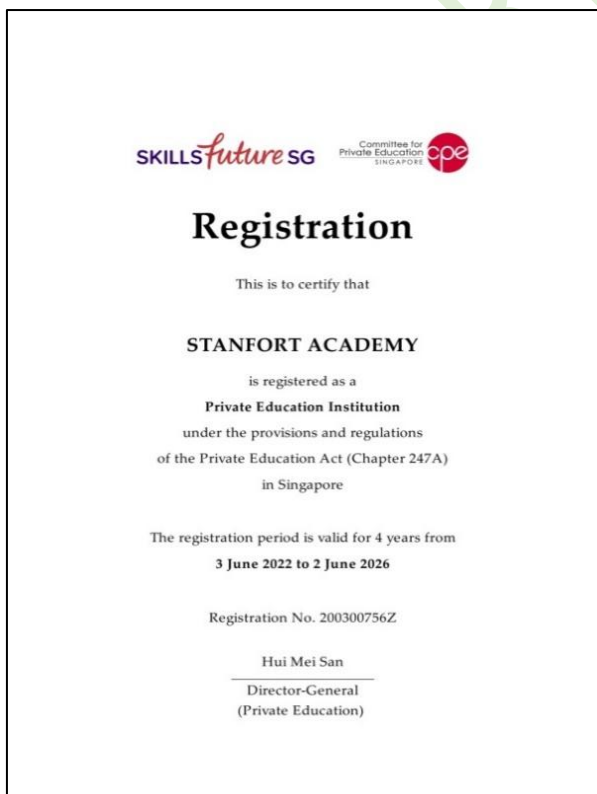 SKILLS future SG
Committee for
Private Education
SINGAPORE
cpe
Registration
This is to certify that
STANFORT ACADEMY
is registered as a
Private Education Institution
under the provisions and regulations
of the Private Education Act (Chapter 247A)
in Singapore
The registration period is valid for 4 years from
3 June 2022 to 2 June 2026
Registration No. 200300756Z
Hui Mei San
Director-General
(Private Education)